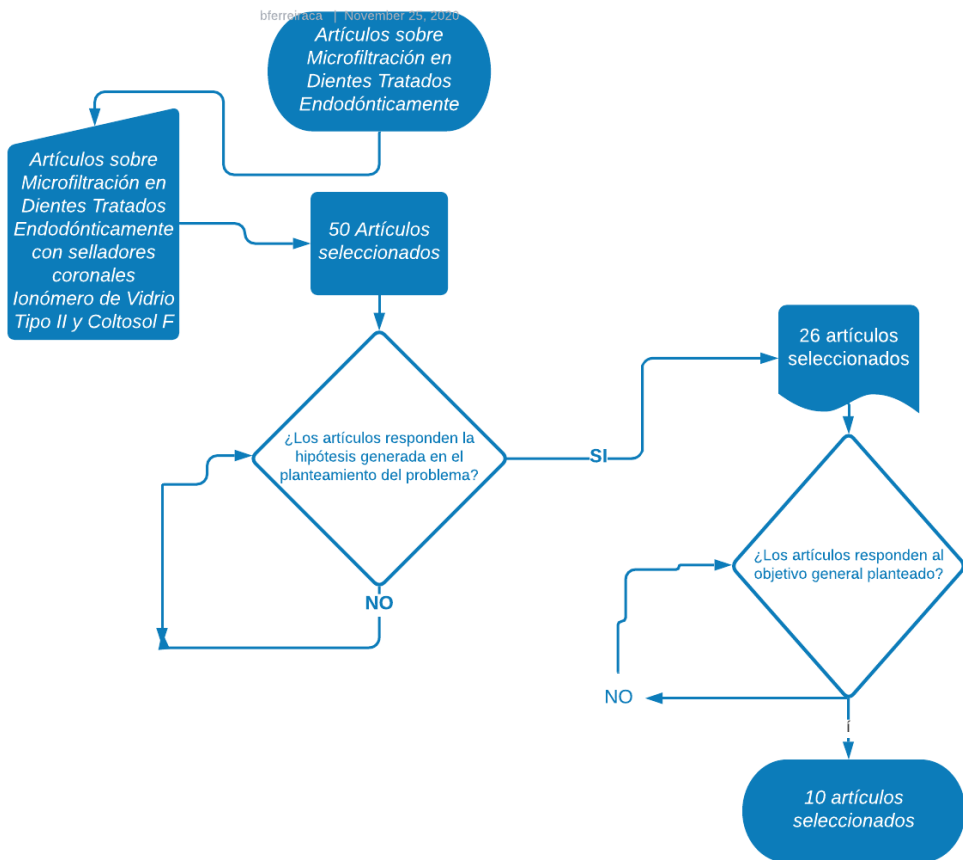 bferreiraca | November 25, 2020
Artículos sobre
Microfiltración en
Dientes Tratados
Endodónticamente
Artículos sobre
Microfiltración en
Dientes Tratados
Endodónticamente
con selladores
coronales
Ionómero de Vidrio
Tipo II y Coltosol F
50 Artículos
seleccionados
¿Los artículos responden la
hipótesis generada en el
planteamiento del problema?
SI
NO
26 artículos
seleccionados
¿Los artículos responden al
objetivo general planteado?
NO
í
10 artículos
seleccionados